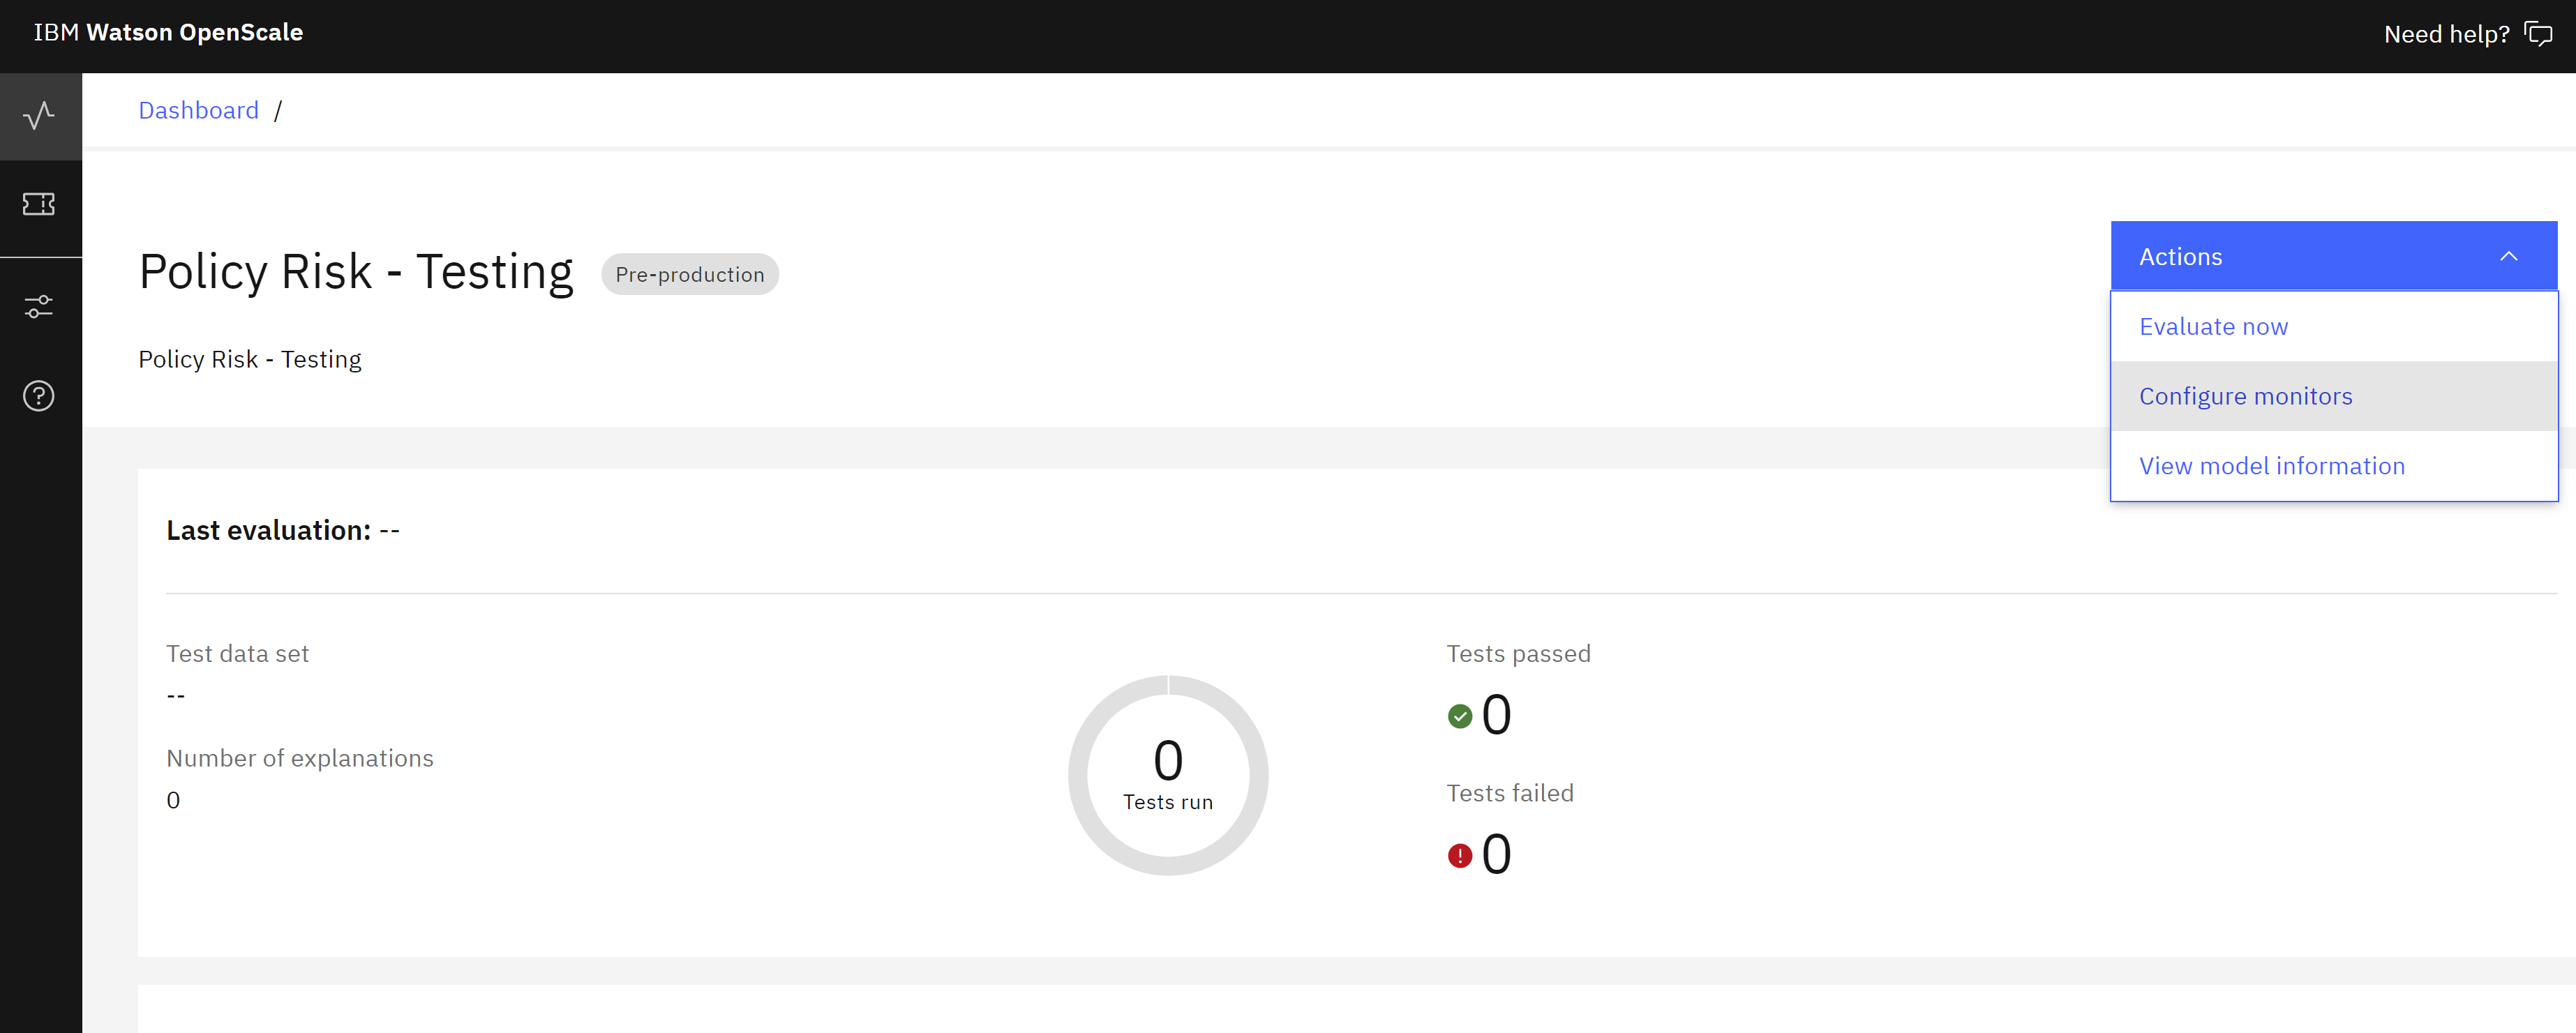 IBM Watson OpenScale
Need help?
Dashboard /
Policy Risk - Testing
Pre-production
Policy Risk - Testing
Actions
Evaluate now
Configure monitors
View model information
Last evaluation: --
Test data set
--
Number of explanations
0
0
Tests run
Tests passed
0
Tests failed
0